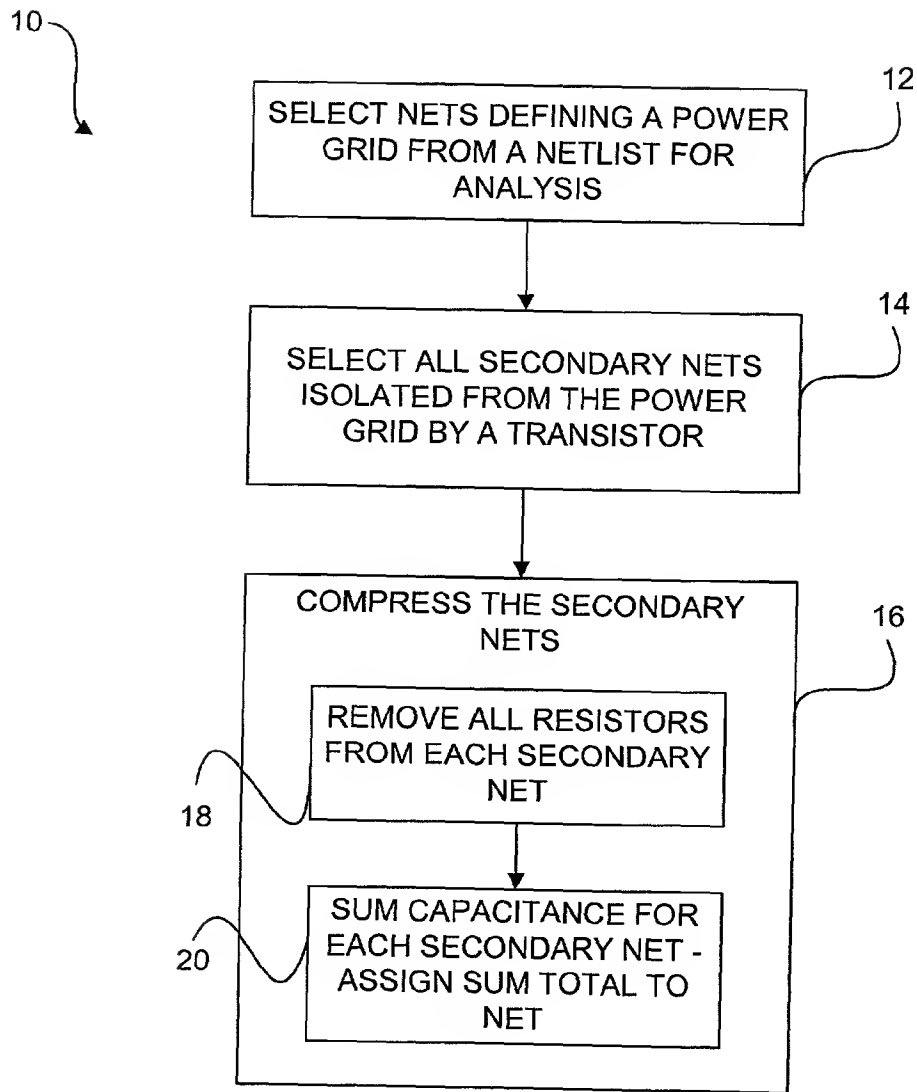 10
12
SELECT NETS DEFINING A POWER
GRID FROM A NETLIST FOR
ANALYSIS
14
SELECT ALL SECONDARY NETS
ISOLATED FROM THE POWER
GRID BY A TRANSISTOR
16
COMPRESS THE SECONDARY
NETS
REMOVE ALL RESISTORS
FROM EACH SECONDARY
NET
18
SUM CAPACITANCE FOR
EACH SECONDARY NET -
ASSIGN SUM TOTAL TO
NET
20